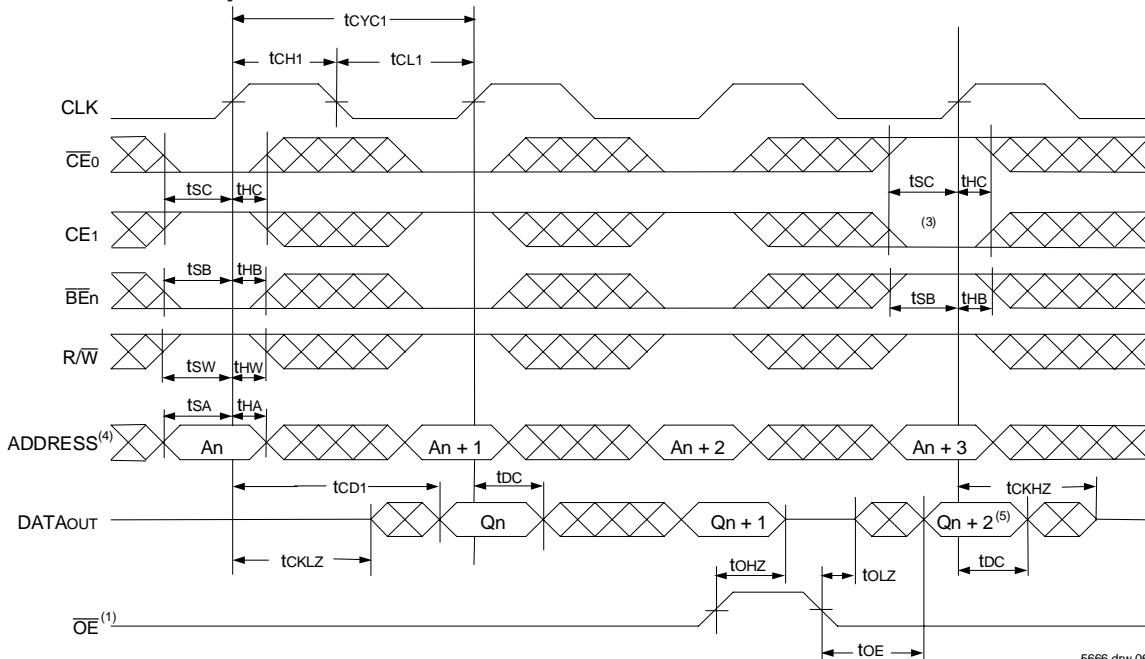 tCYC1
tCH1
tCL1
CLK
CE0
tSC
tHC
tSC
tHC
CE1
(3)
tSB
tHB
BEn
tSB
tHB
R/W
tSW
tHW
tSA
tHA
ADDRESS(4)
An
An + 1
An + 2
An + 3
tCD1
tDC
tCKHZ
DATAOUT
Qn
Qn + 1
Qn + 2(5)
tCKLZ
tOHZ
tOLZ
tDC
OE(1)
tOE